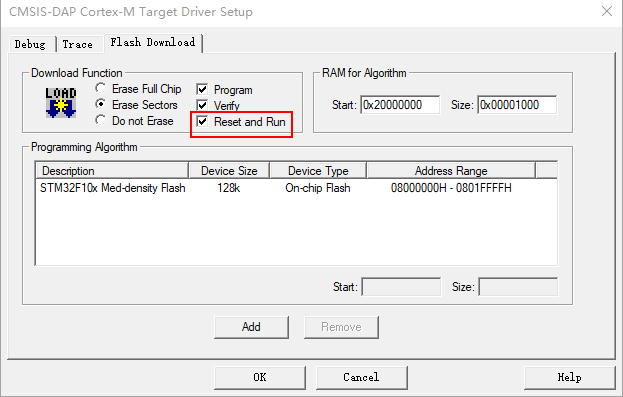 CMSIS-DAP Cortex-M Target Driver Setup
Debug Trace Flash Download
Download Function
LOAD
Erase Full Chip
Erase Sectors
Do not Erase
Program
Verify
Reset and Run
RAM for Algorithm
Start: 0x20000000 Size: 0x00001000
Programming Algorithm
Description Device Size Device Type Address Range
STM32F10x Med-density Flash 128k On-chip Flash 08000000H - 0801FFFFH
Start: Size:
Add Remove
OK Cancel Help